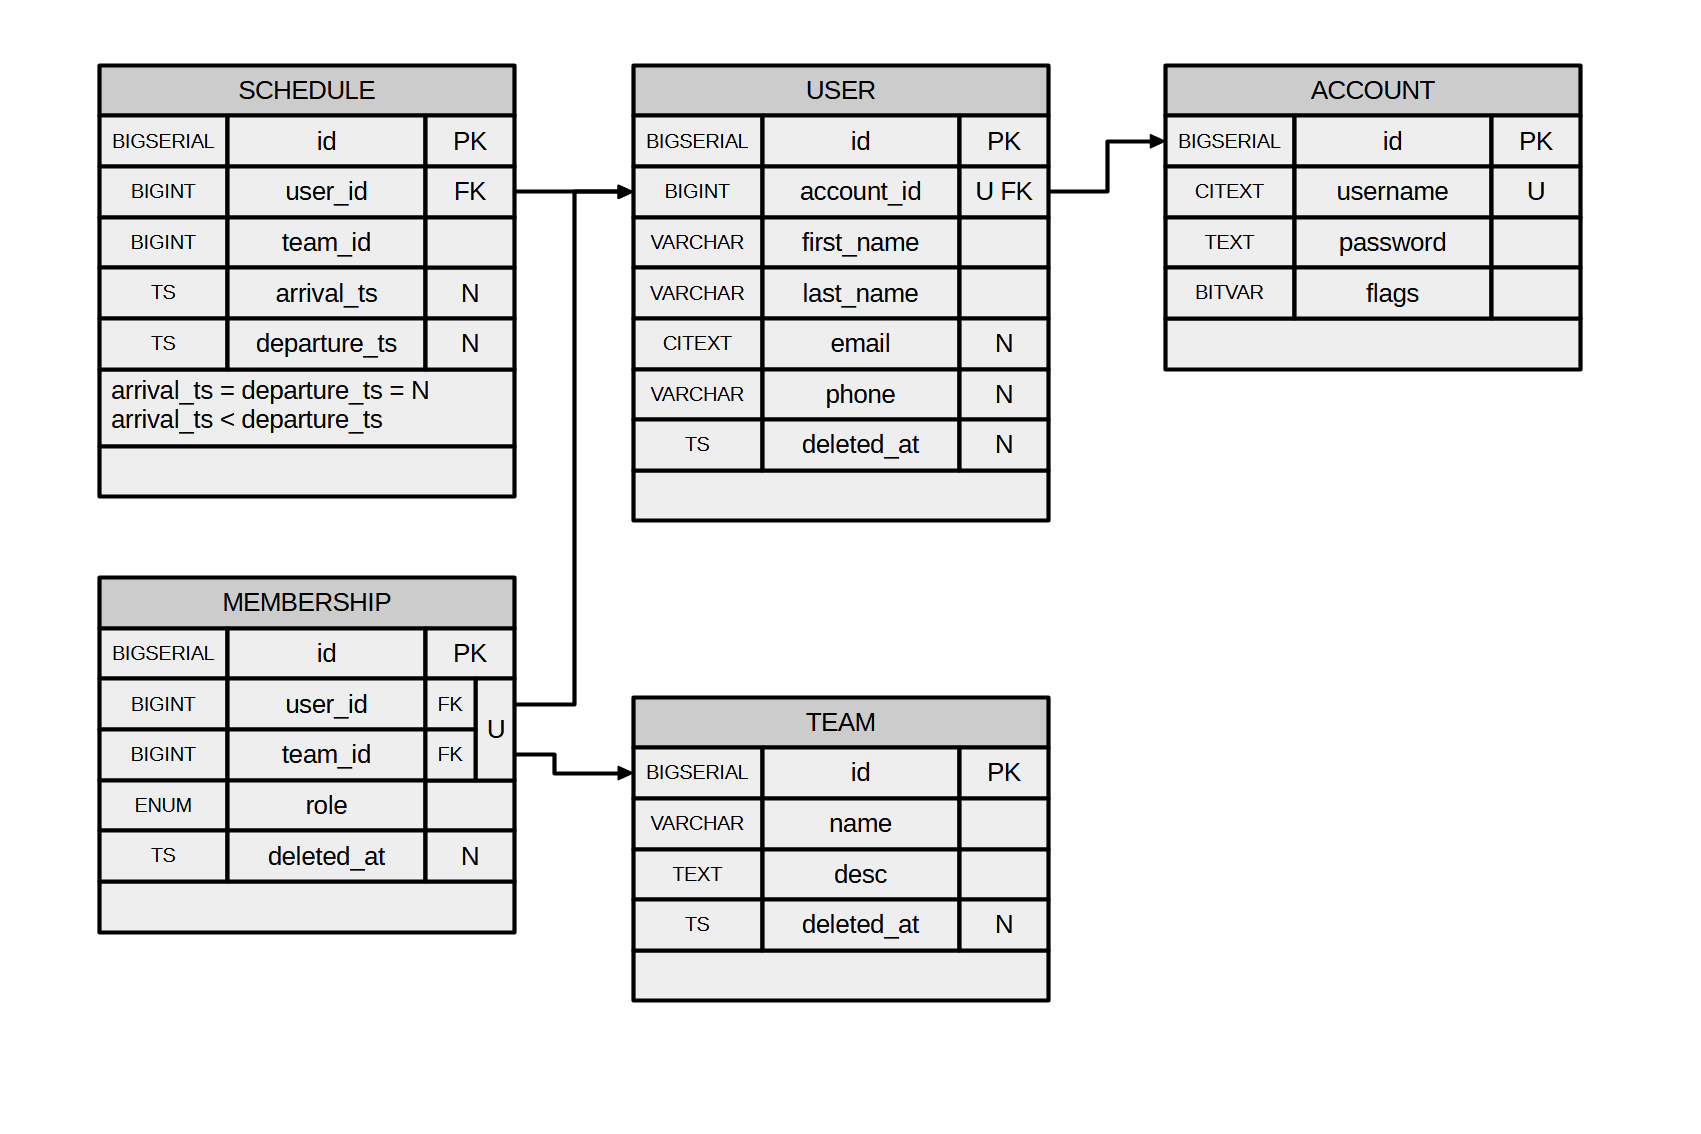 SCHEDULE
BIGSERIAL id PK
BIGINT user_id FK
BIGINT team_id
TS arrival_ts N
TS departure_ts N
arrival_ts = departure_ts = N
arrival_ts < departure_ts
USER
BIGSERIAL id PK
BIGINT account_id U FK
VARCHAR first_name
VARCHAR last_name
CITEXT email N
VARCHAR phone N
TS deleted_at N
ACCOUNT
BIGSERIAL id PK
CITEXT username U
TEXT password
BITVAR flags
MEMBERSHIP
BIGSERIAL id PK
BIGINT user_id FK
U
BIGINT team_id FK
ENUM role
TS deleted_at N
TEAM
BIGSERIAL id PK
VARCHAR name
TEXT desc
TS deleted_at N